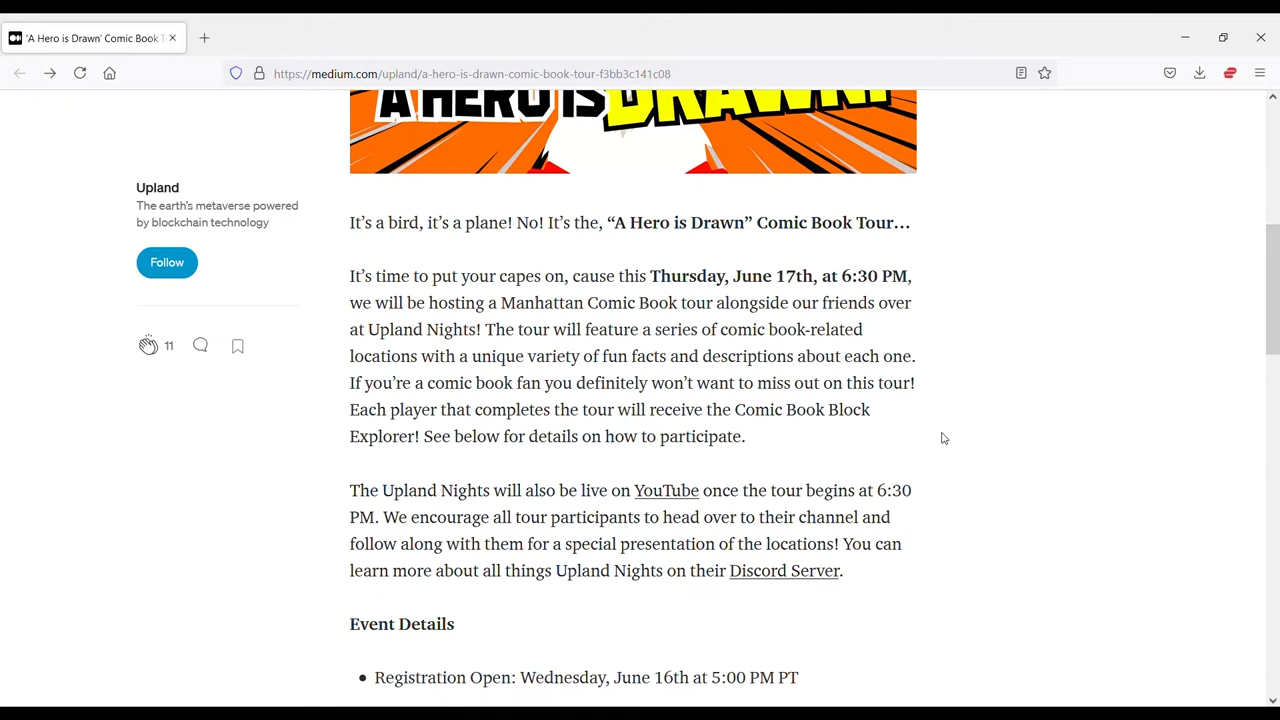 'A Hero is Drawn' Comic Book T
https://medium.com/upland/a-hero-is-drawn-comic-book-tour-f3bb3c141c08
A HERO IS DRAWN!
Upland
The earth's metaverse powered
by blockchain technology
Follow
11
It's a bird, it's a plane! No! It's the, “A Hero is Drawn” Comic Book Tour…
It's time to put your capes on, cause this Thursday, June 17th, at 6:30 PM,
we will be hosting a Manhattan Comic Book tour alongside our friends over
at Upland Nights! The tour will feature a series of comic book-related
locations with a unique variety of fun facts and descriptions about each one.
If you're a comic book fan you definitely won't want to miss out on this tour!
Each player that completes the tour will receive the Comic Book Block
Explorer! See below for details on how to participate.
The Upland Nights will also be live on YouTube once the tour begins at 6:30
PM. We encourage all tour participants to head over to their channel and
follow along with them for a special presentation of the locations! You can
learn more about all things Upland Nights on their Discord Server.
Event Details
● Registration Open: Wednesday, June 16th at 5:00 PM PT